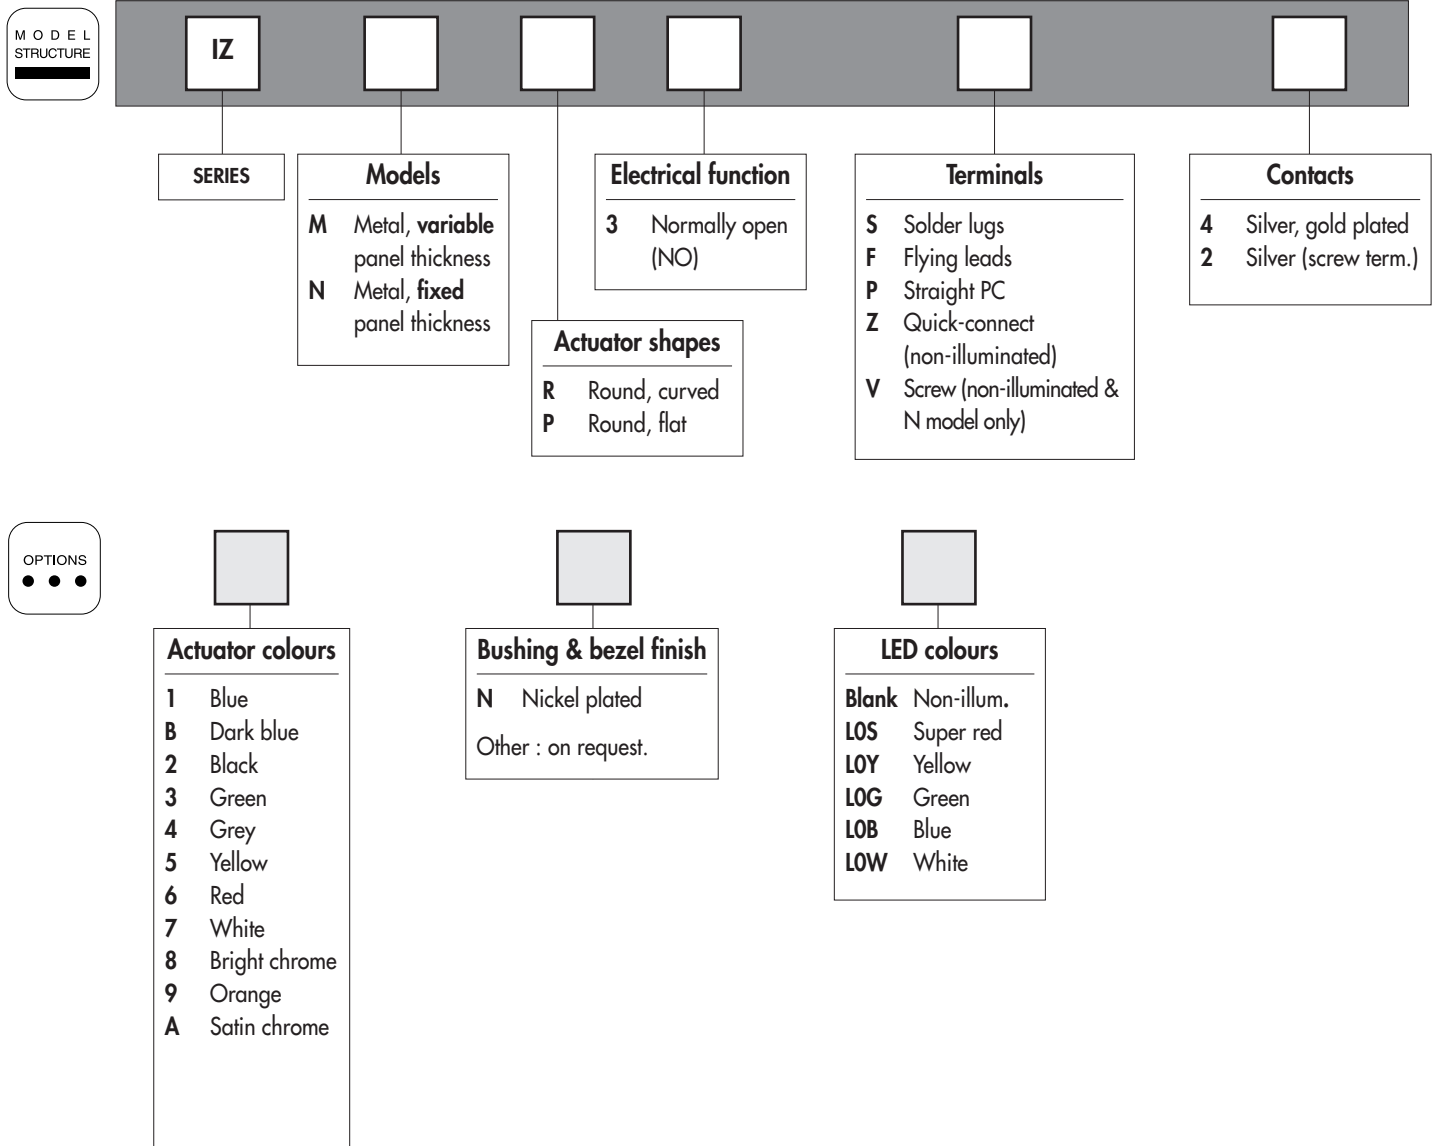 MODEL
STRUCTURE
IZ
SERIES
Models
M Metal, variable
panel thickness
N Metal, fixed
panel thickness
Actuator shapes
R Round, curved
P Round, flat
Electrical function
3 Normally open
(NO)
Terminals
S Solder lugs
F Flying leads
P Straight PC
Z Quick-connect
(non-illuminated)
V Screw (non-illuminated &
N model only)
Contacts
4 Silver, gold plated
2 Silver (screw term.)
OPTIONS
Actuator colours
1 Blue
B Dark blue
2 Black
3 Green
4 Grey
5 Yellow
6 Red
7 White
8 Bright chrome
9 Orange
A Satin chrome
Bushing & bezel finish
N Nickel plated
Other : on request.
LED colours
Blank Non-illum.
L0S Super red
L0Y Yellow
L0G Green
L0B Blue
L0W White